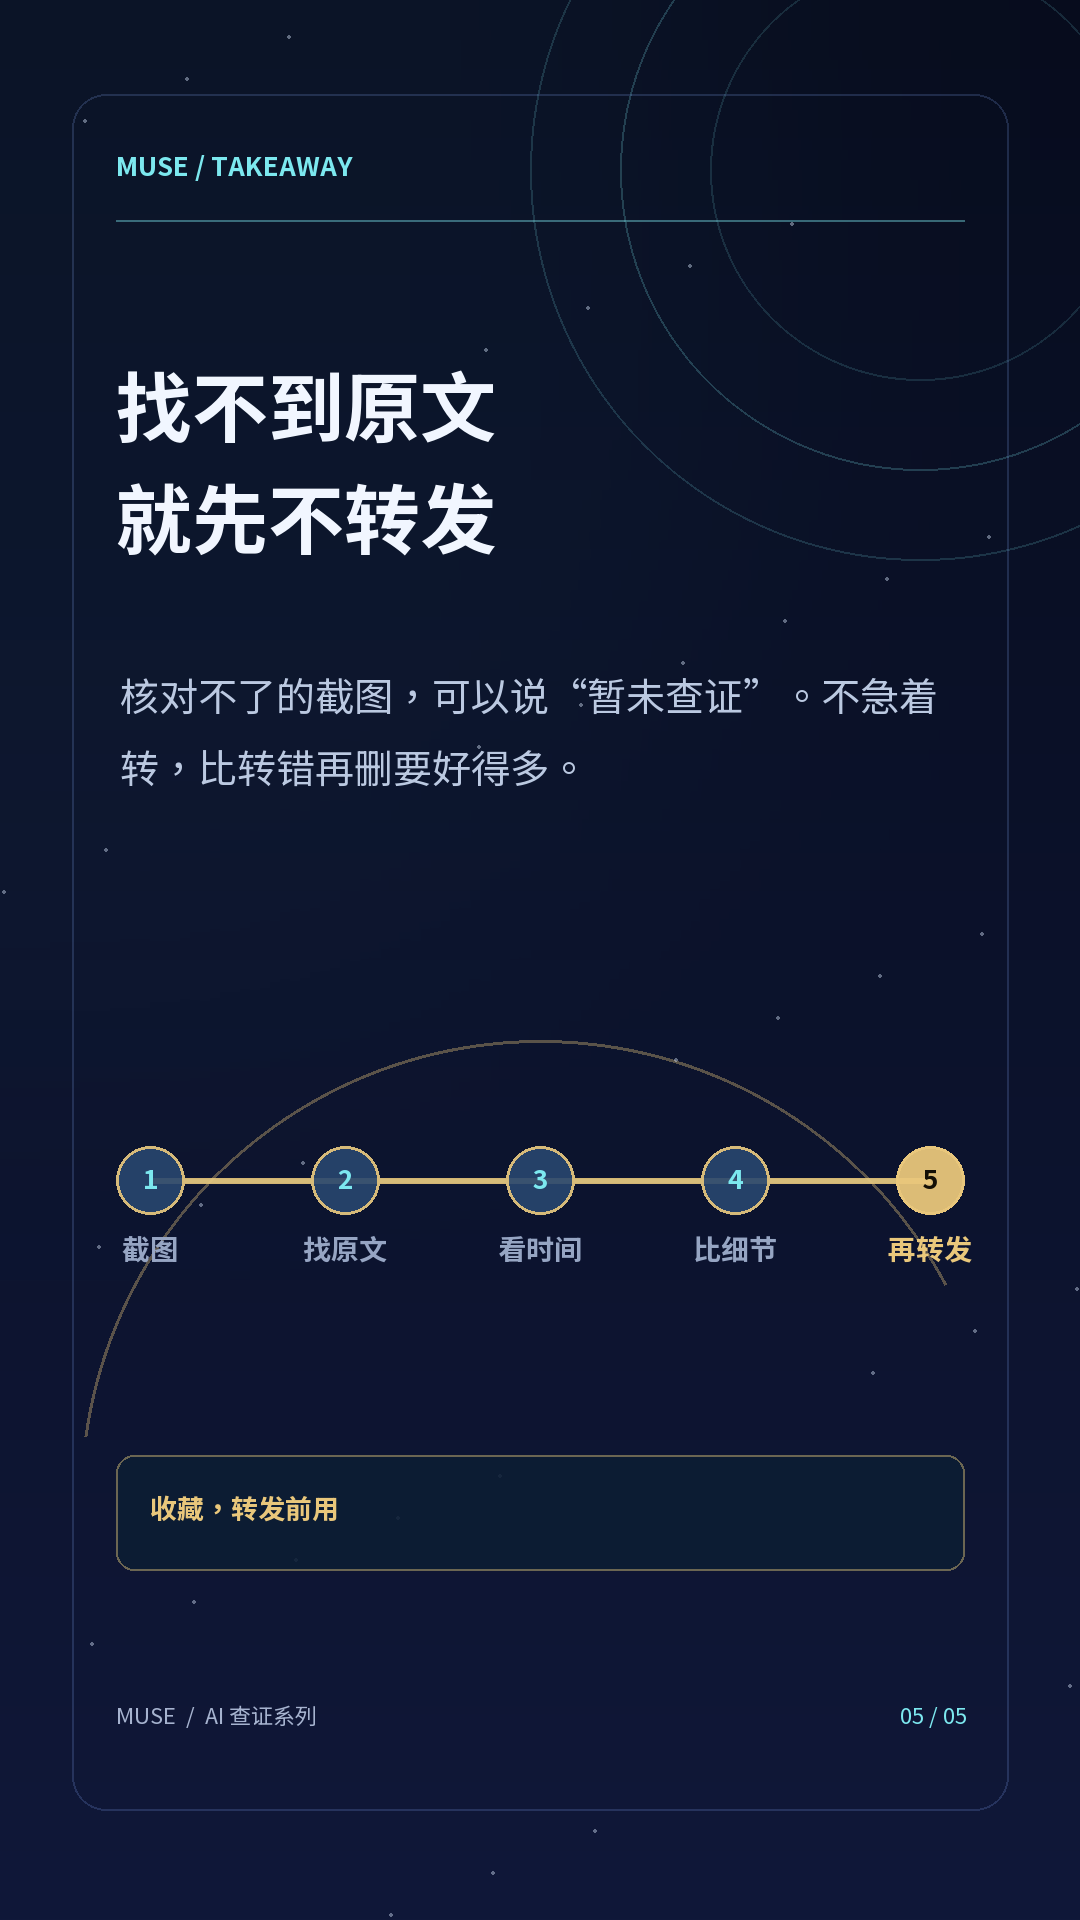 MUSE / TAKEAWAY
找不到原文
就先不转发
核对不了的截图，可以说“暂未查证”。不急着
转，比转错再删要好得多。
1 2 3 4 5
截图 找原文 看时间 比细节 再转发
收藏，转发前用
MUSE / AI 查证系列
05 / 05